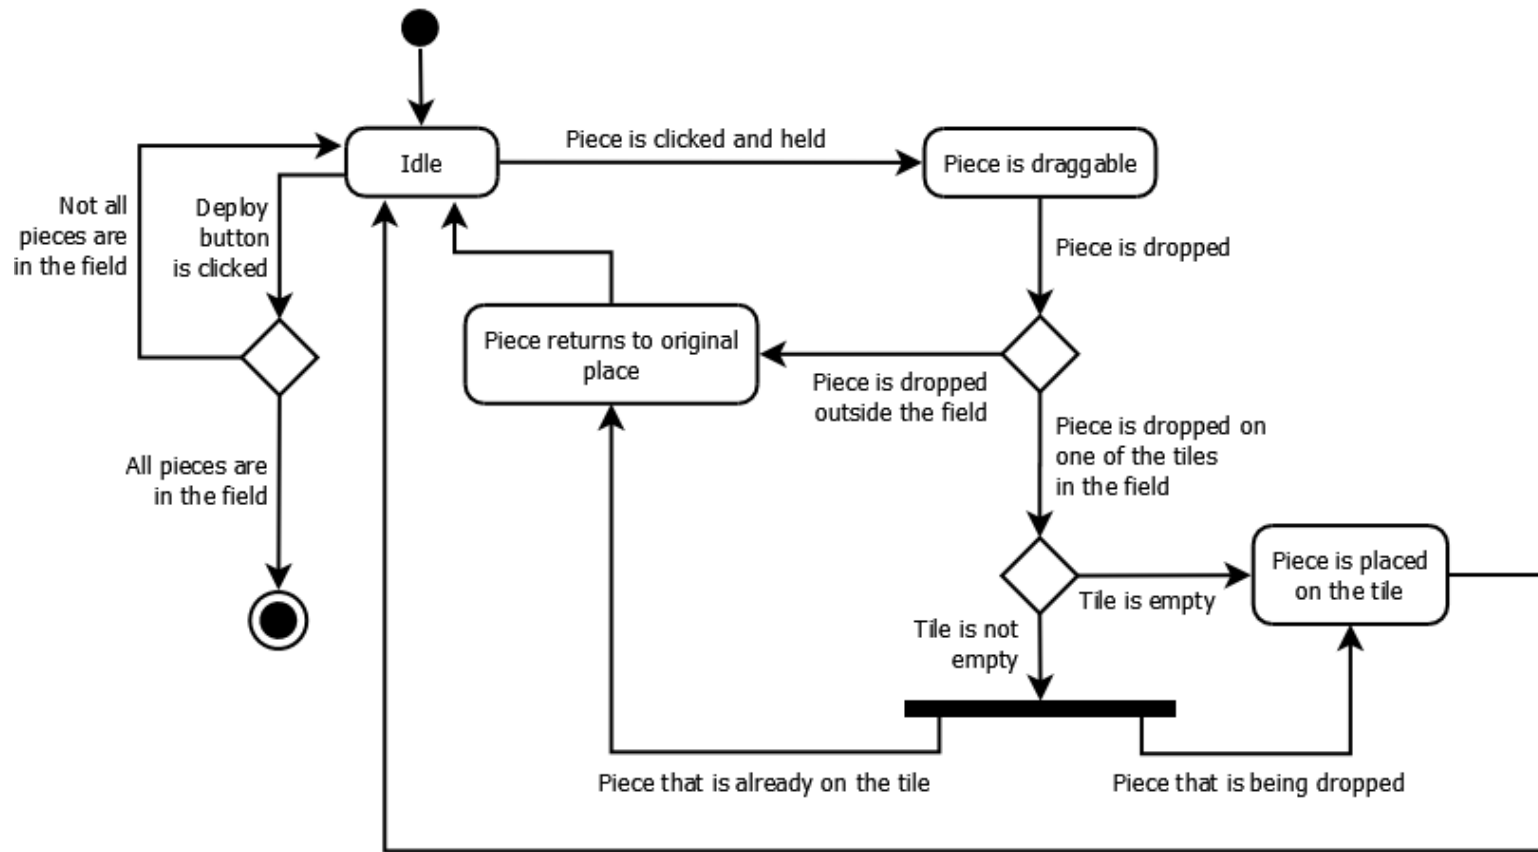 Idle
Piece is clicked and held
Piece is draggable
Not all
pieces are
in the field
Deploy
button
is clicked
Piece is dropped
Piece returns to original
place
Piece is dropped
outside the field
Piece is dropped on
one of the tiles
in the field
All pieces are
in the field
Piece is placed
on the tile
Tile is empty
Tile is not
empty
Piece that is already on the tile
Piece that is being dropped